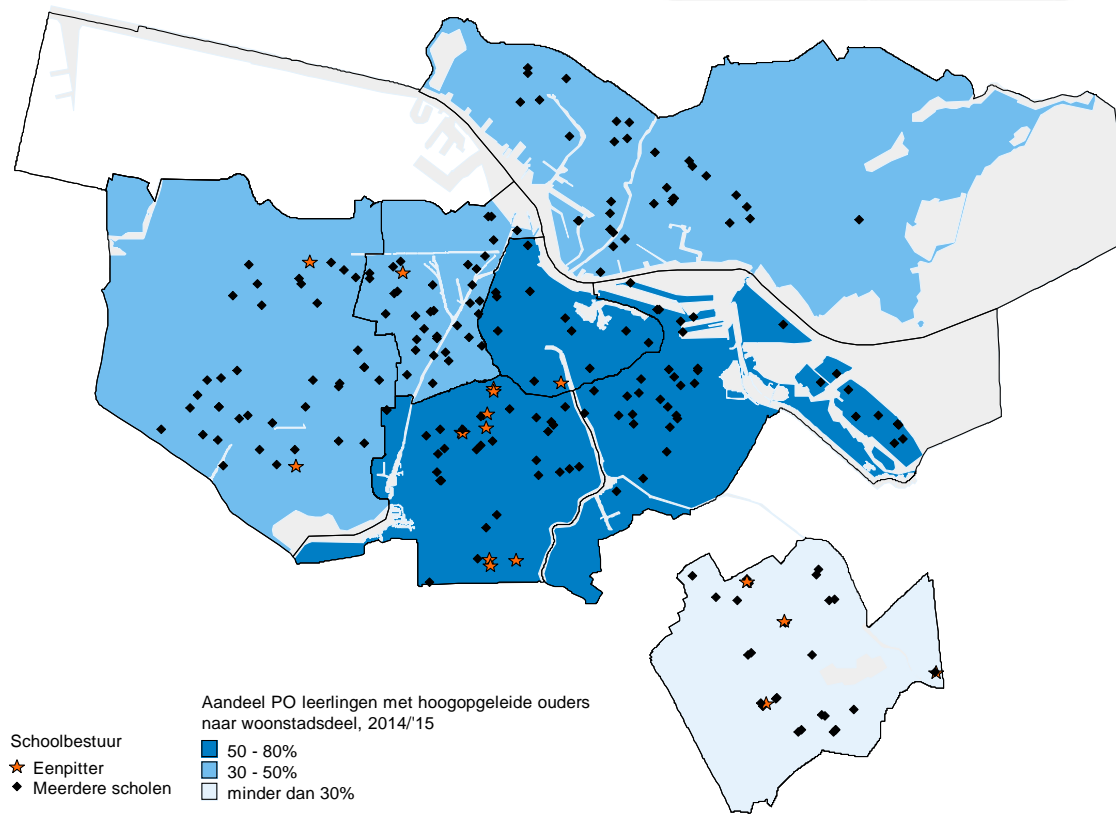 Aandeel PO leerlingen met hoogopgeleide ouders
naar woonstadsdeel, 2014/'15
50 - 80%
30 - 50%
minder dan 30%
Schoolbestuur
Eenpitter
Meerdere scholen